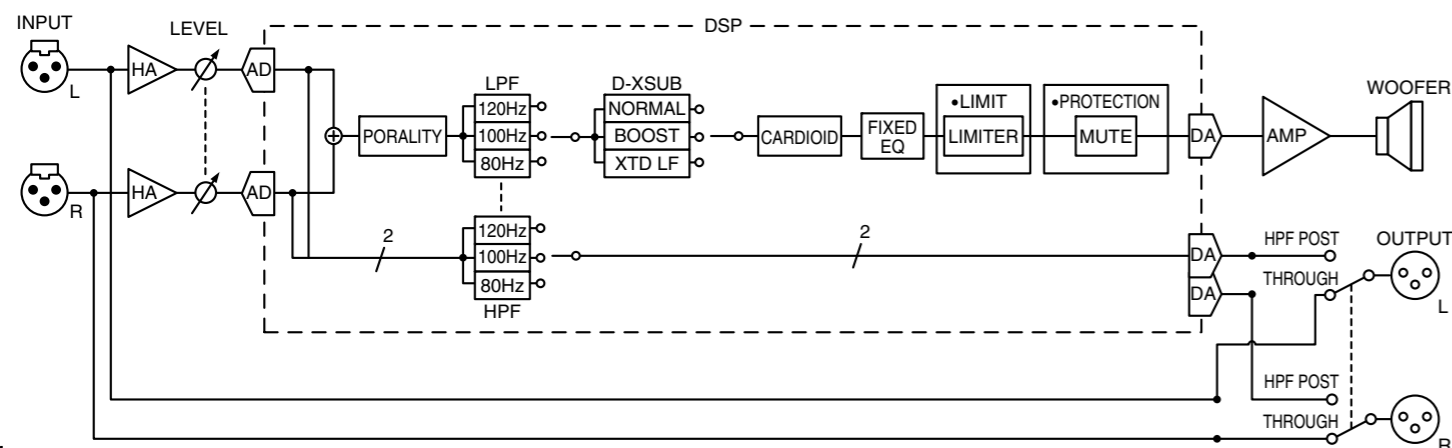 DSP
INPUT
LEVEL
L
HA
AD
R
HA
AD
PORALITY
LPF
120Hz
100Hz
80Hz
D-XSUB
NORMAL
BOOST
XTD LF
CARDIOID
FIXED
EQ
•LIMIT
LIMITER
•PROTECTION
MUTE
DA
AMP
WOOFER
2
120Hz
100Hz
80Hz
HPF
2
DA
DA
HPF POST
THROUGH
OUTPUT
L
HPF POST
THROUGH
R